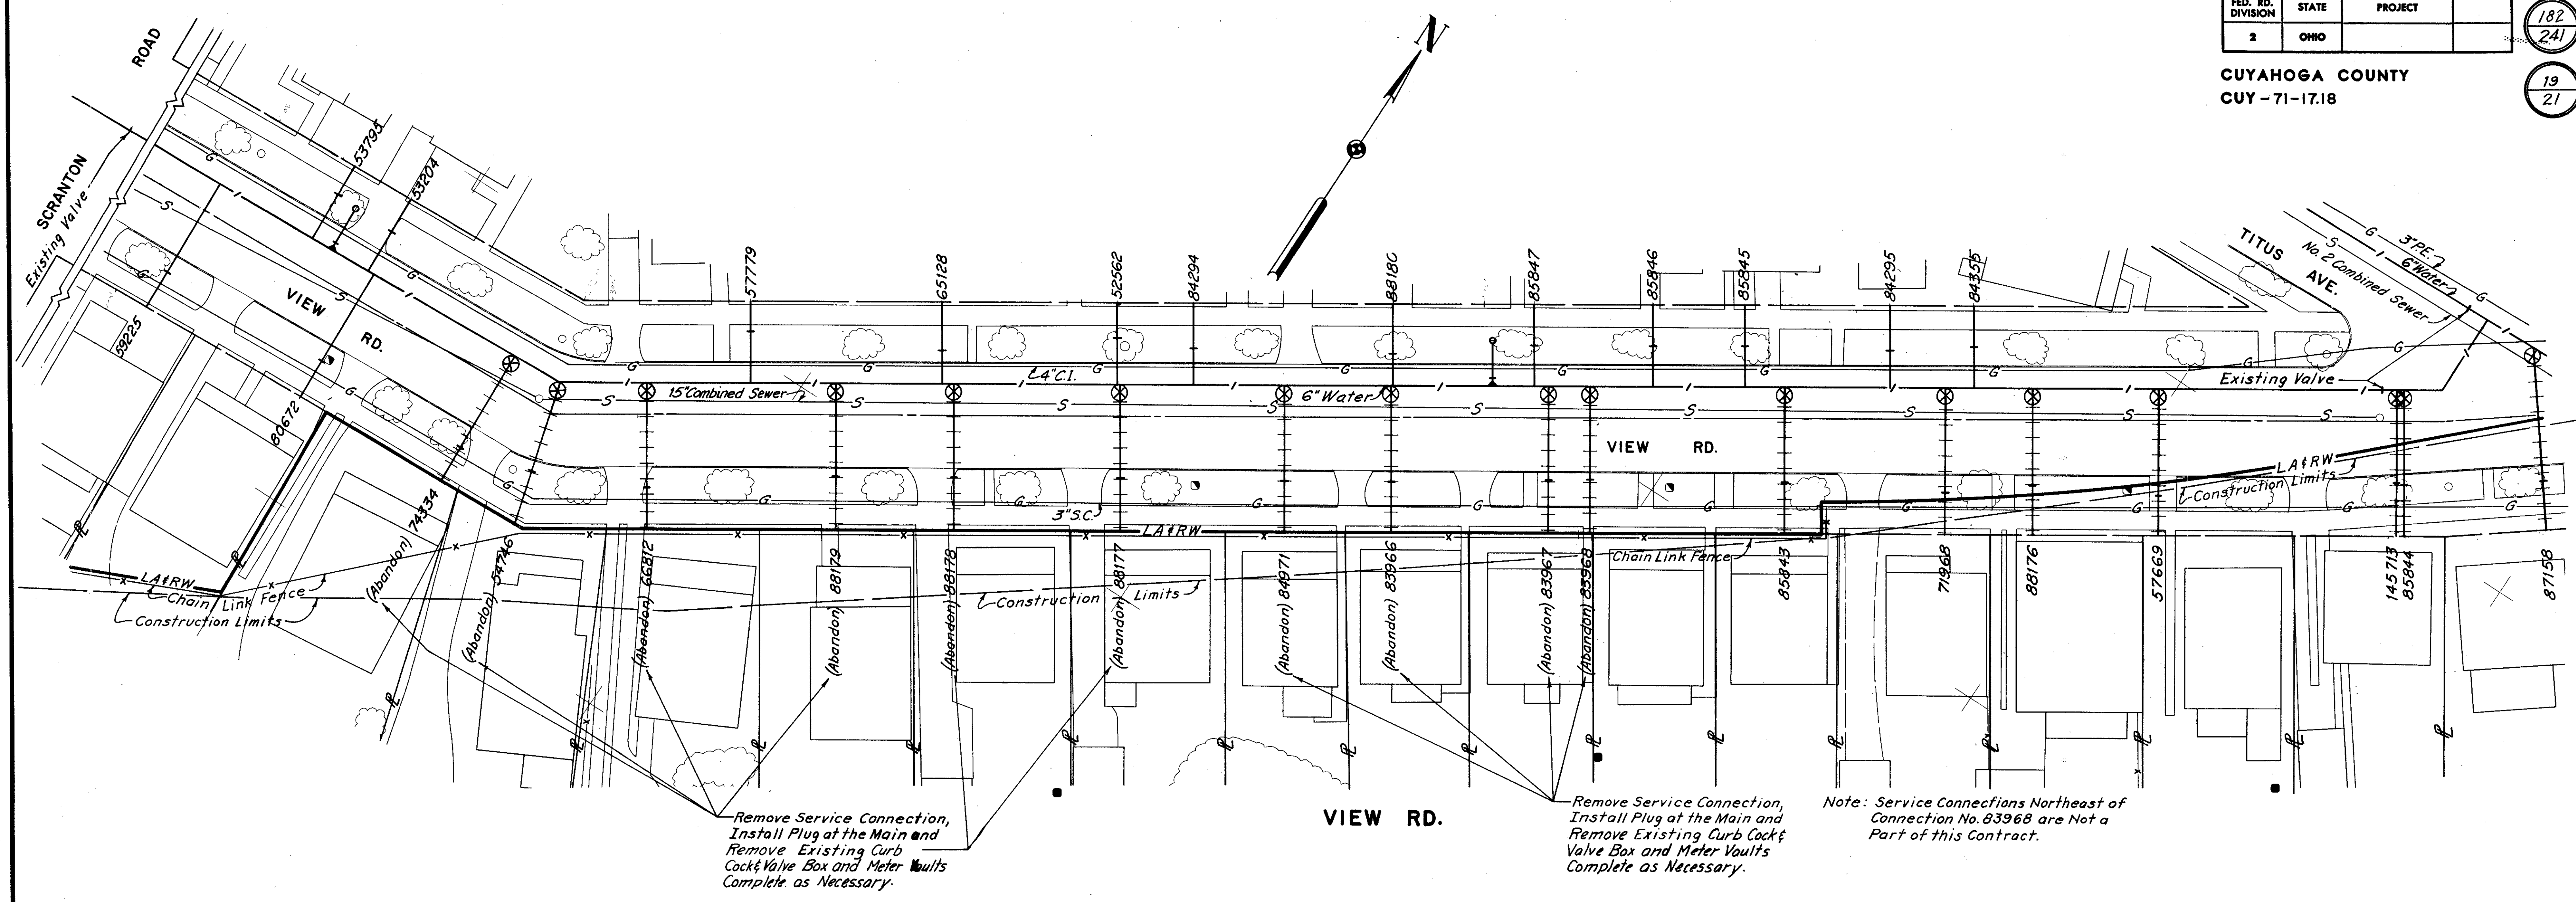 FED. RD. DIVISION STATE PROJECT
2 OHIO
182
241
CUYAHOGA COUNTY
CUY-71-17.18
19
21
N
ROAD
SCRANTON
Existing Valve
53795
53204
VIEW
RD.
59225
80672
57779
65128
52562
84294
88180
85847
85846
85845
84295
84355
TITUS
AVE.
3"P.E.
6"Water
No. 2 Combined Sewer
Existing Valve
4"C.I.
15"Combined Sewer
6"Water
VIEW RD.
3"S.C.
LA&RW
LA&RW
Construction Limits
LA&RW
Chain Link Fence
Construction Limits
Construction Limits
Chain Link Fence
(Abandon) 74334
(Abandon) 54746
(Abandon) 66812
(Abandon) 88179
(Abandon) 88178
(Abandon) 88177
(Abandon) 84971
(Abandon) 83966
(Abandon) 83967
(Abandon) 83968
85843
71968
88176
57669
145713
85844
87158
Remove Service Connection,
Install Plug at the Main and
Remove Existing Curb
Cock & Valve Box and Meter Vaults
Complete as Necessary.
VIEW RD.
Remove Service Connection,
Install Plug at the Main and
Remove Existing Curb Cock &
Valve Box and Meter Vaults
Complete as Necessary.
Note: Service Connections Northeast of
Connection No. 83968 are Not a
Part of this Contract.